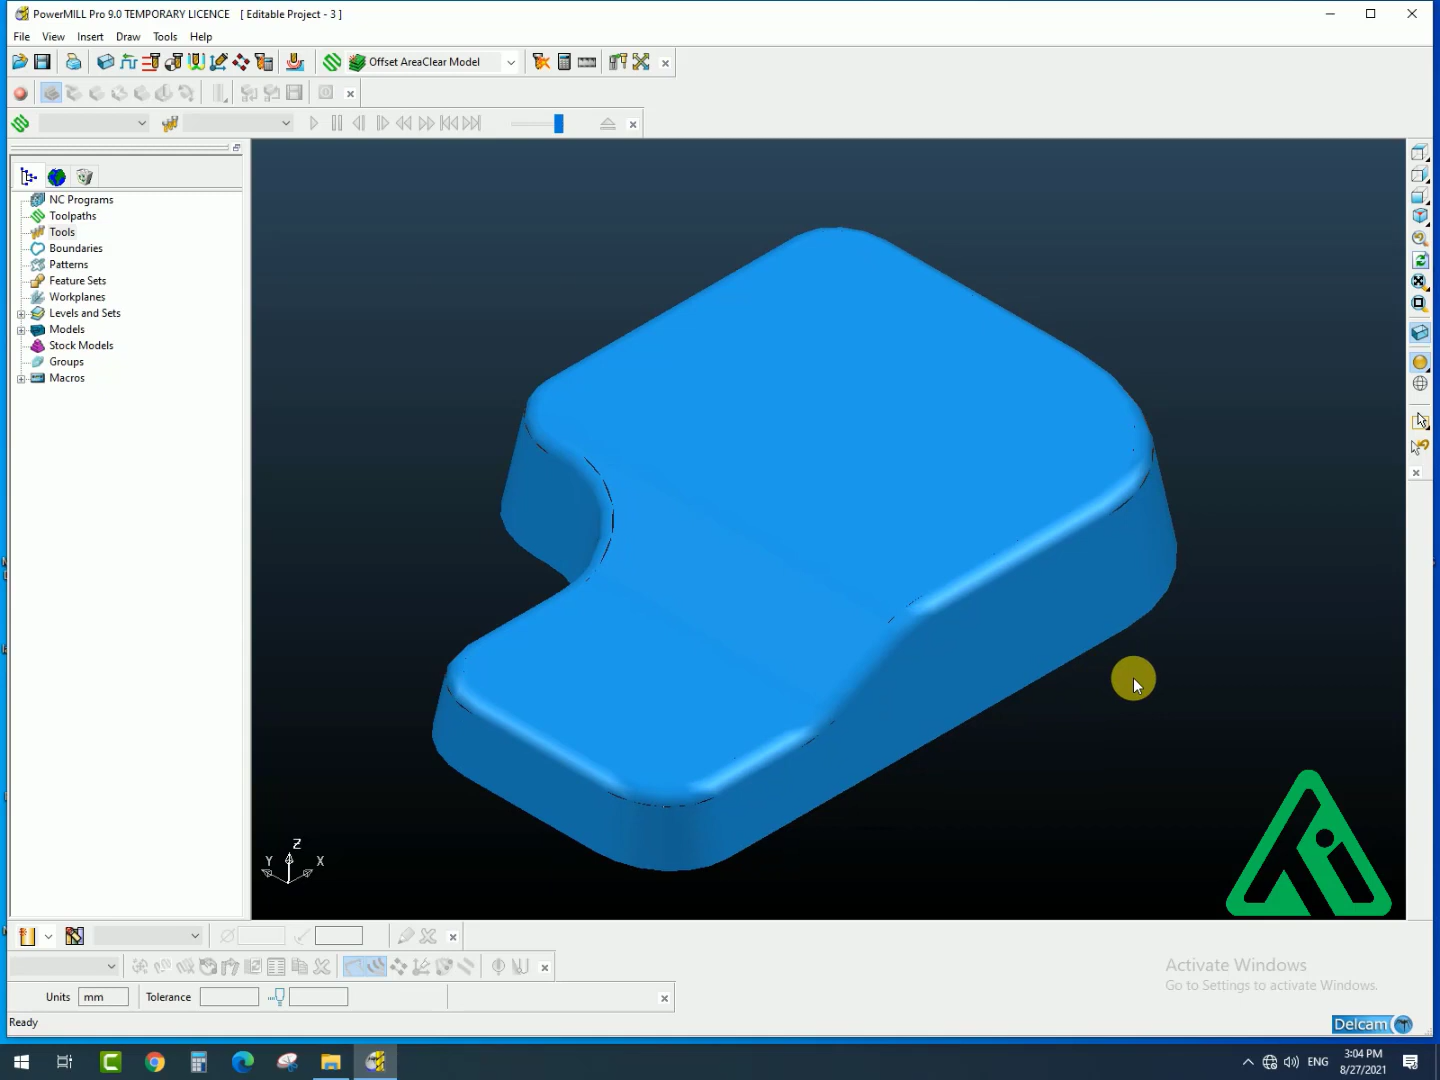 PowerMILL Pro 9.0 TEMPORARY LICENCE [ Editable Project - 3 ]
File View Insert Draw Tools Help
Offset AreaClear Model
NC Programs
Toolpaths
Tools
Boundaries
Patterns
Feature Sets
Workplanes
Levels and Sets
Models
Stock Models
Groups
Macros
Z
Y X
Activate Windows
Go to Settings to activate Windows.
Units mm Tolerance
Ready
Delcam
ENG
3:04 PM
8/27/2021